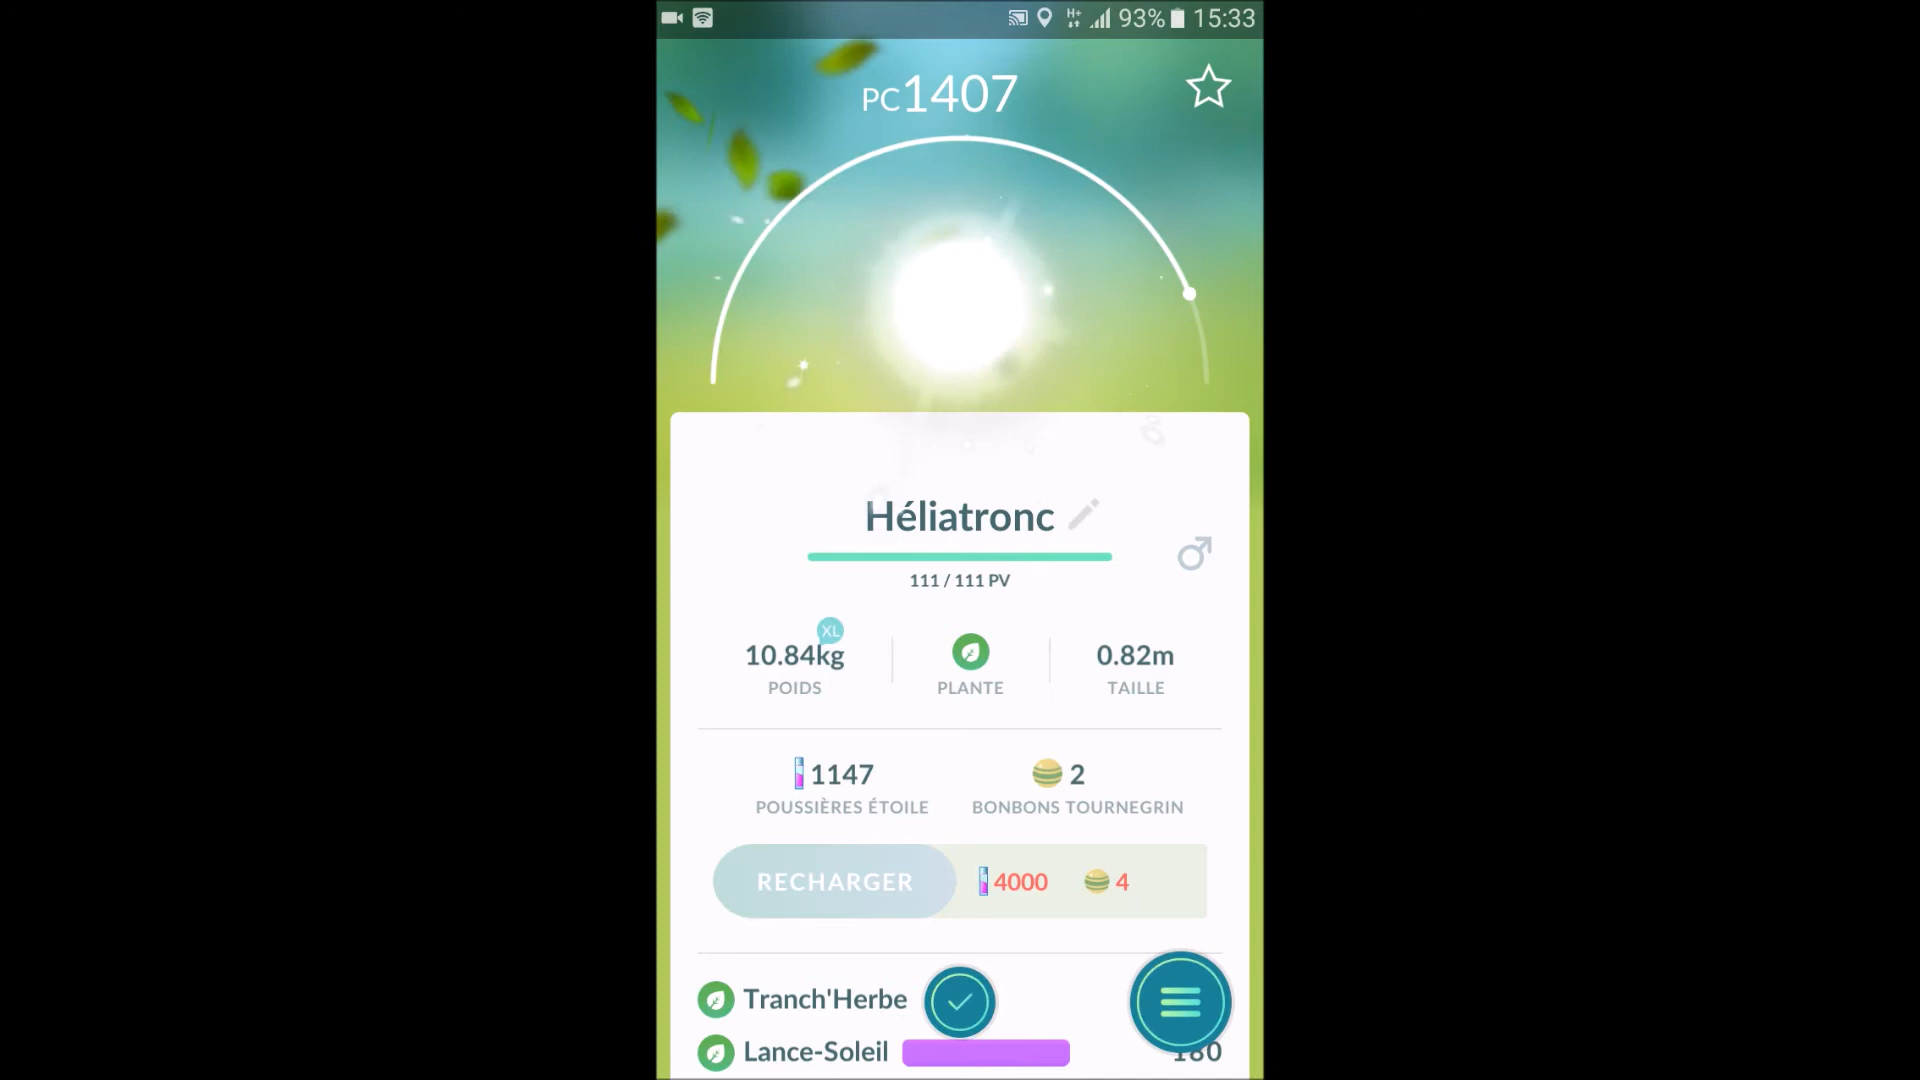 H+ 93% 15:33
PC1407
Héliatronc
111 / 111 PV
XL
10.84kg
POIDS
PLANTE
0.82m
TAILLE
1147
POUSSIÈRES ÉTOILE
2
BONBONS TOURNEGRIN
RECHARGER 4000 4
Tranch'Herbe
Lance-Soleil 180